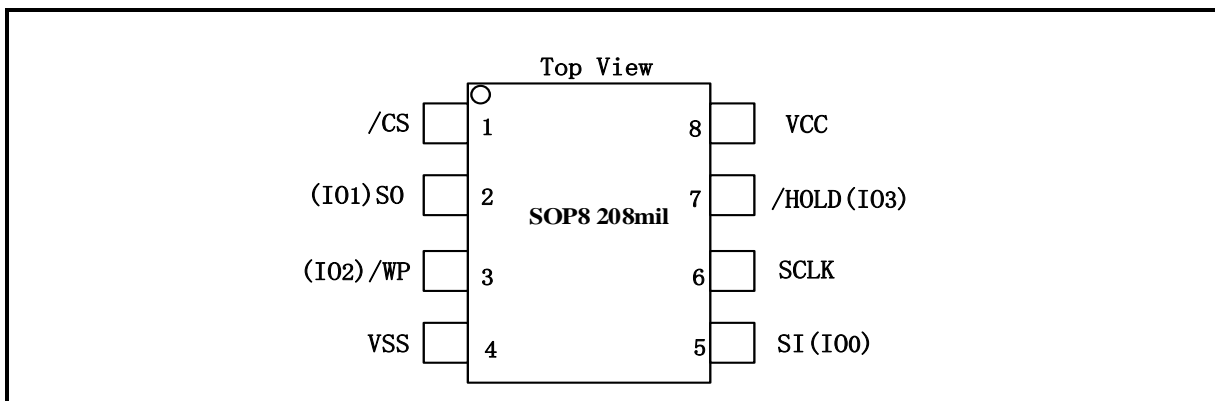 Top View
/CS 1 8 VCC
(IO1)SO 2 7 /HOLD(IO3)
SOP8 208mil
(IO2)/WP 3 6 SCLK
VSS 4 5 SI(IO0)